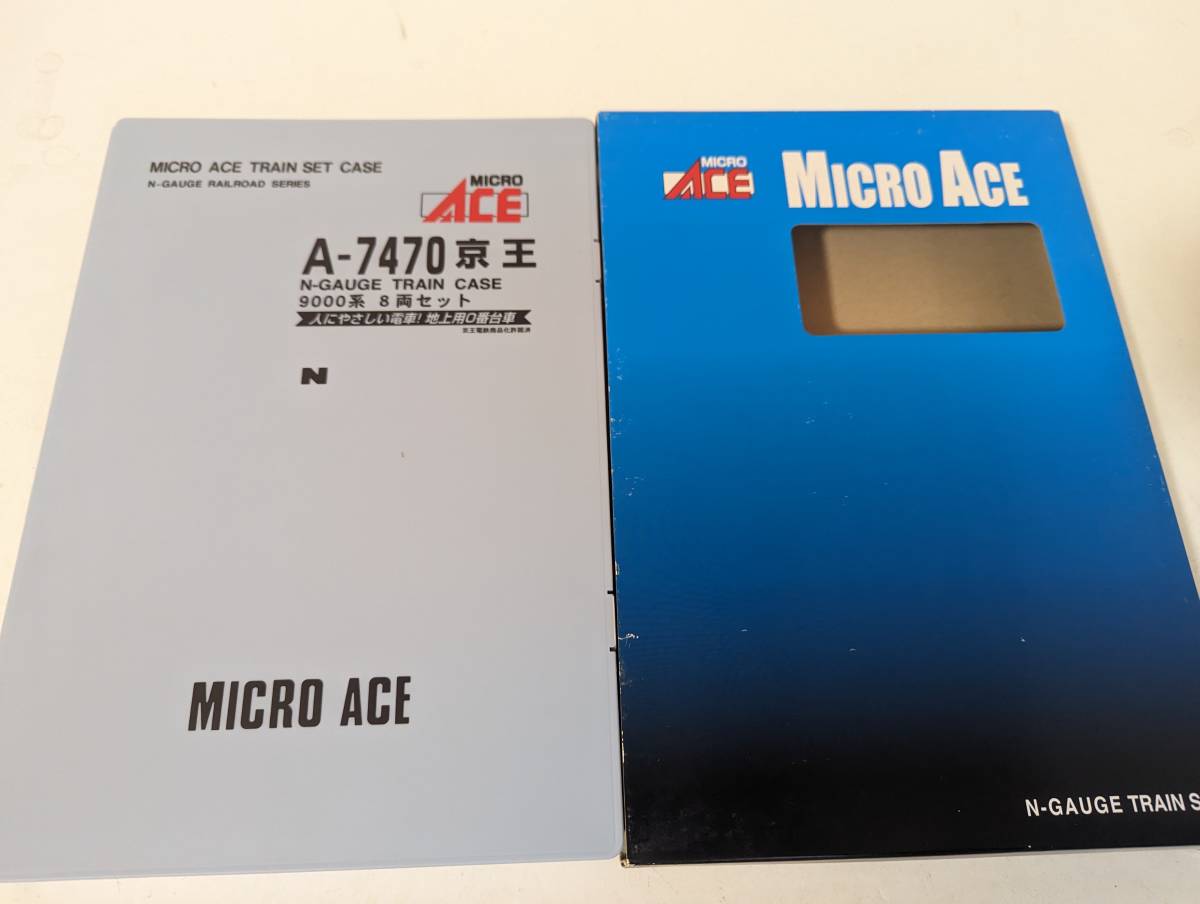 MICRO ACE TRAIN SET CASE
N-GAUGE RAILROAD SERIES
MICRO
ACE
A-7470 京王
N-GAUGE TRAIN CASE
9000系 8両セット
人にやさしい電車!地上用0番台車
京王電鉄商品化許諾済
N
MICRO ACE
MICRO
ACE
MICRO ACE
N-GAUGE TRAIN S